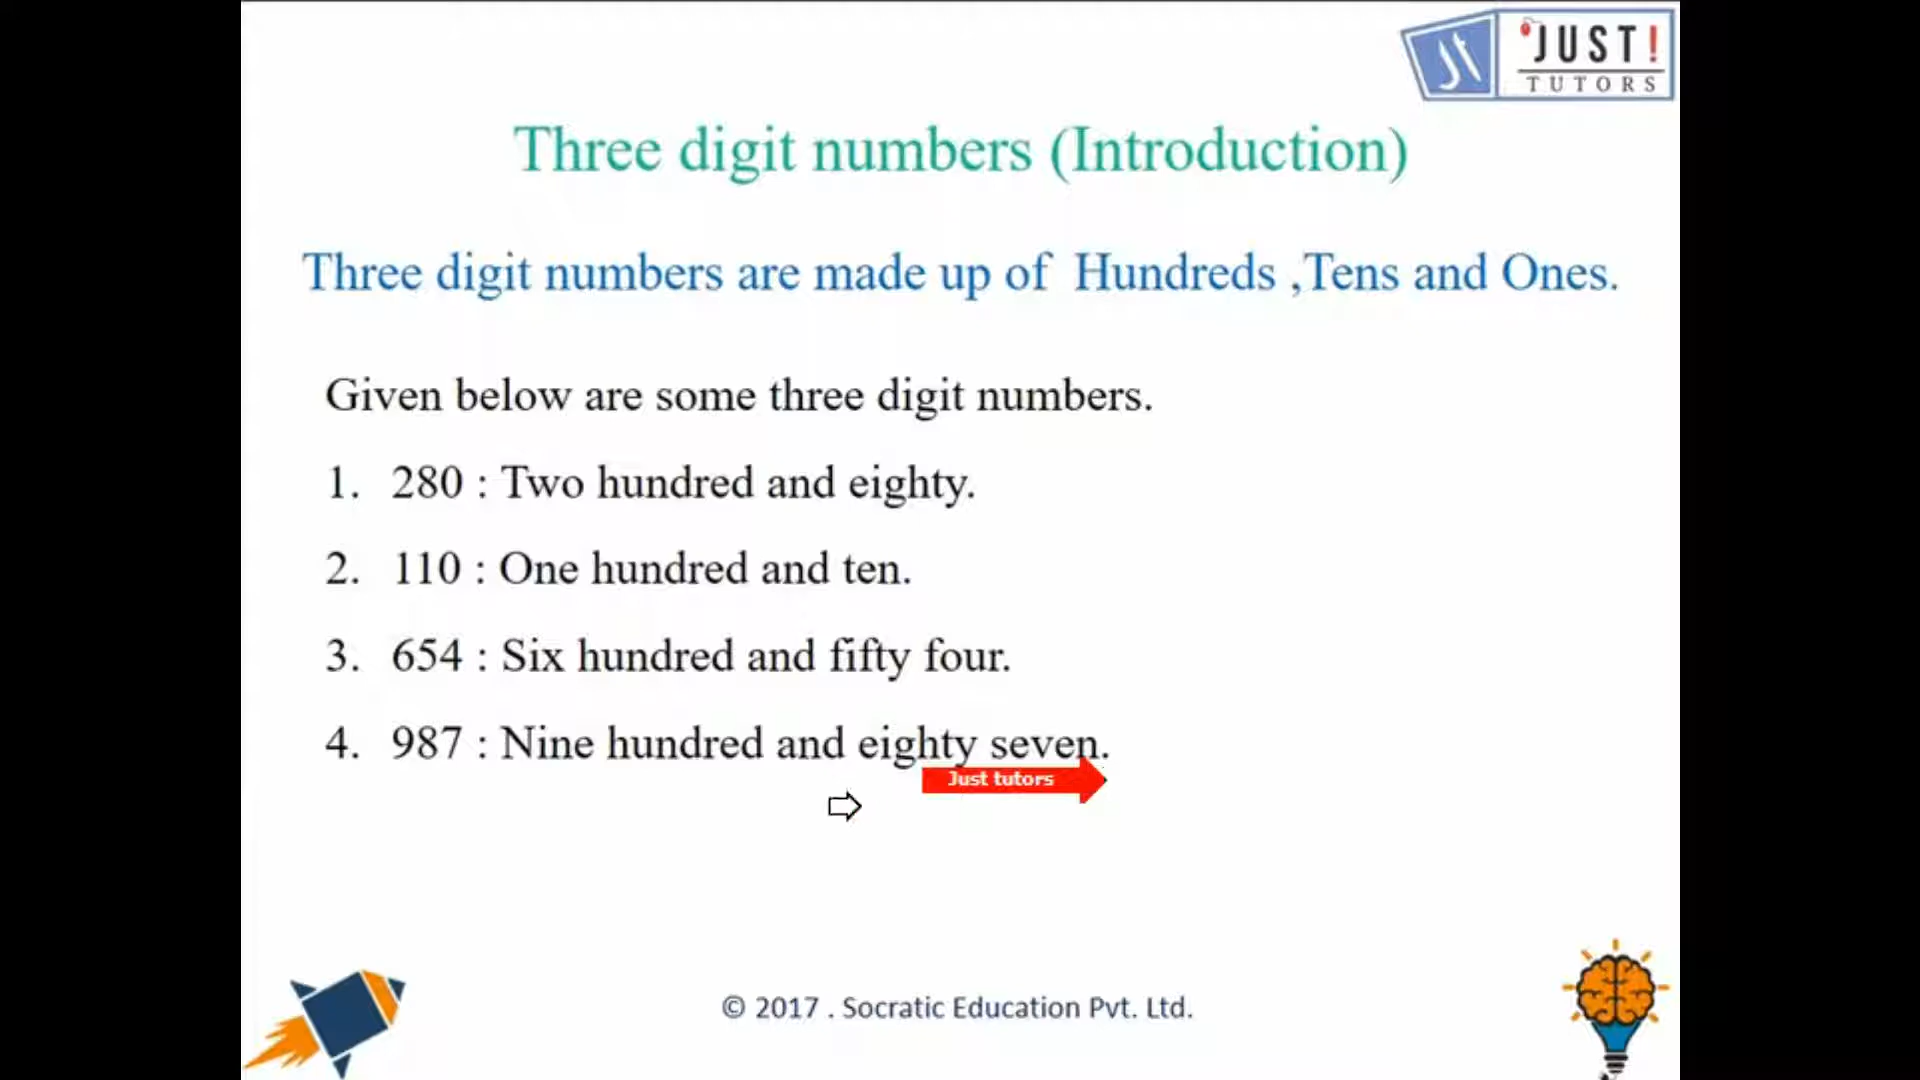 JUST!
TUTORS
Three digit numbers (Introduction)
Three digit numbers are made up of Hundreds ,Tens and Ones.
Given below are some three digit numbers.
1. 280 : Two hundred and eighty.
2. 110 : One hundred and ten.
3. 654 : Six hundred and fifty four.
4. 987 : Nine hundred and eighty seven.
Just tutors
© 2017 . Socratic Education Pvt. Ltd.